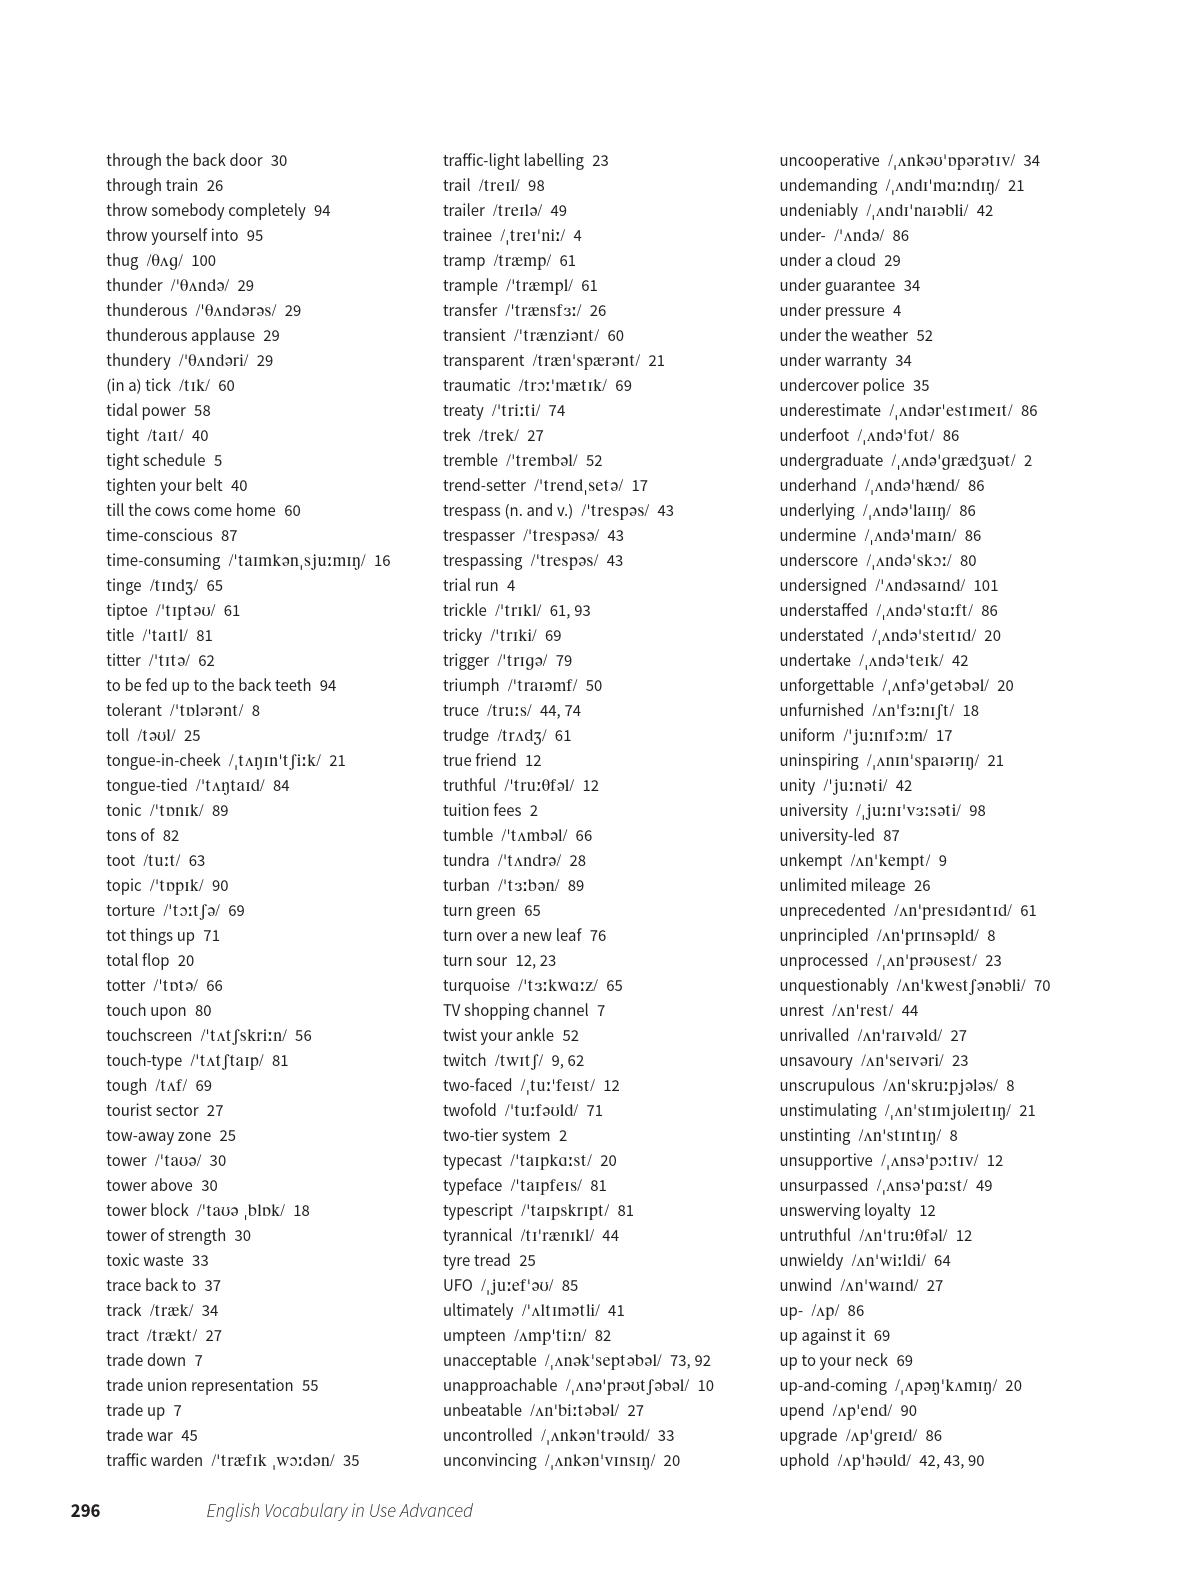 through the back door 30
through train 26
throw somebody completely 94
throw yourself into 95
thug /θʌɡ/ 100
thunder /ˈθʌndə/ 29
thunderous /ˈθʌndərəs/ 29
thunderous applause 29
thundery /ˈθʌndəri/ 29
(in a) tick /tɪk/ 60
tidal power 58
tight /taɪt/ 40
tight schedule 5
tighten your belt 40
till the cows come home 60
time-conscious 87
time-consuming /ˈtaɪmkənˌsjuːmɪŋ/ 16
tinge /tɪndʒ/ 65
tiptoe /ˈtɪptəʊ/ 61
title /ˈtaɪtl/ 81
titter /ˈtɪtə/ 62
to be fed up to the back teeth 94
tolerant /ˈtɒlərənt/ 8
toll /təʊl/ 25
tongue-in-cheek /ˌtʌŋɪnˈtʃiːk/ 21
tongue-tied /ˈtʌŋtaɪd/ 84
tonic /ˈtɒnɪk/ 89
tons of 82
toot /tuːt/ 63
topic /ˈtɒpɪk/ 90
torture /ˈtɔːtʃə/ 69
tot things up 71
total flop 20
totter /ˈtɒtə/ 66
touch upon 80
touchscreen /ˈtʌtʃskriːn/ 56
touch-type /ˈtʌtʃtaɪp/ 81
tough /tʌf/ 69
tourist sector 27
tow-away zone 25
tower /ˈtaʊə/ 30
tower above 30
tower block /ˈtaʊə ˌblɒk/ 18
tower of strength 30
toxic waste 33
trace back to 37
track /træk/ 34
tract /trækt/ 27
trade down 7
trade union representation 55
trade up 7
trade war 45
traffic warden /ˈtræfɪk ˌwɔːdən/ 35
traffic-light labelling 23
trail /treɪl/ 98
trailer /treɪlə/ 49
trainee /ˌtreɪˈniː/ 4
tramp /træmp/ 61
trample /ˈtræmpl/ 61
transfer /ˈtrænsfɜː/ 26
transient /ˈtrænziənt/ 60
transparent /trænˈspærənt/ 21
traumatic /trɔːˈmætɪk/ 69
treaty /ˈtriːti/ 74
trek /trek/ 27
tremble /ˈtrembəl/ 52
trend-setter /ˈtrendˌsetə/ 17
trespass (n. and v.) /ˈtrespəs/ 43
trespasser /ˈtrespəsə/ 43
trespassing /ˈtrespəs/ 43
trial run 4
trickle /ˈtrɪkl/ 61, 93
tricky /ˈtrɪki/ 69
trigger /ˈtrɪɡə/ 79
triumph /ˈtraɪəmf/ 50
truce /truːs/ 44, 74
trudge /trʌdʒ/ 61
true friend 12
truthful /ˈtruːθfəl/ 12
tuition fees 2
tumble /ˈtʌmbəl/ 66
tundra /ˈtʌndrə/ 28
turban /ˈtɜːbən/ 89
turn green 65
turn over a new leaf 76
turn sour 12, 23
turquoise /ˈtɜːkwɑːz/ 65
TV shopping channel 7
twist your ankle 52
twitch /twɪtʃ/ 9, 62
two-faced /ˌtuːˈfeɪst/ 12
twofold /ˈtuːfəʊld/ 71
two-tier system 2
typecast /ˈtaɪpkɑːst/ 20
typeface /ˈtaɪpfeɪs/ 81
typescript /ˈtaɪpskrɪpt/ 81
tyrannical /tɪˈrænɪkl/ 44
tyre tread 25
UFO /ˌjuːefˈəʊ/ 85
ultimately /ˈʌltɪmətli/ 41
umpteen /ʌmpˈtiːn/ 82
unacceptable /ˌʌnəkˈseptəbəl/ 73, 92
unapproachable /ˌʌnəˈprəʊtʃəbəl/ 10
unbeatable /ʌnˈbiːtəbəl/ 27
uncontrolled /ˌʌnkənˈtrəʊld/ 33
unconvincing /ˌʌnkənˈvɪnsɪŋ/ 20
uncooperative /ˌʌnkəʊˈɒpərətɪv/ 34
undemanding /ˌʌndɪˈmɑːndɪŋ/ 21
undeniably /ˌʌndɪˈnaɪəbli/ 42
under- /ˈʌndə/ 86
under a cloud 29
under guarantee 34
under pressure 4
under the weather 52
under warranty 34
undercover police 35
underestimate /ˌʌndərˈestɪmeɪt/ 86
underfoot /ˌʌndəˈfʊt/ 86
undergraduate /ˌʌndəˈɡrædʒuət/ 2
underhand /ˌʌndəˈhænd/ 86
underlying /ˌʌndəˈlaɪɪŋ/ 86
undermine /ˌʌndəˈmaɪn/ 86
underscore /ˌʌndəˈskɔː/ 80
undersigned /ˈʌndəsaɪnd/ 101
understaffed /ˌʌndəˈstɑːft/ 86
understated /ˌʌndəˈsteɪtɪd/ 20
undertake /ˌʌndəˈteɪk/ 42
unforgettable /ˌʌnfəˈɡetəbəl/ 20
unfurnished /ʌnˈfɜːnɪʃt/ 18
uniform /ˈjuːnɪfɔːm/ 17
uninspiring /ˌʌnɪnˈspaɪərɪŋ/ 21
unity /ˈjuːnəti/ 42
university /ˌjuːnɪˈvɜːsəti/ 98
university-led 87
unkempt /ʌnˈkempt/ 9
unlimited mileage 26
unprecedented /ʌnˈpresɪdəntɪd/ 61
unprincipled /ʌnˈprɪnsəpld/ 8
unprocessed /ˌʌnˈprəʊsest/ 23
unquestionably /ʌnˈkwestʃənəbli/ 70
unrest /ʌnˈrest/ 44
unrivalled /ʌnˈraɪvəld/ 27
unsavoury /ʌnˈseɪvəri/ 23
unscrupulous /ʌnˈskruːpjələs/ 8
unstimulating /ˌʌnˈstɪmjʊleɪtɪŋ/ 21
unstinting /ʌnˈstɪntɪŋ/ 8
unsupportive /ˌʌnsəˈpɔːtɪv/ 12
unsurpassed /ˌʌnsəˈpɑːst/ 49
unswerving loyalty 12
untruthful /ʌnˈtruːθfəl/ 12
unwieldy /ʌnˈwiːldi/ 64
unwind /ʌnˈwaɪnd/ 27
up- /ʌp/ 86
up against it 69
up to your neck 69
up-and-coming /ˌʌpəŋˈkʌmɪŋ/ 20
upend /ʌpˈend/ 90
upgrade /ʌpˈɡreɪd/ 86
uphold /ʌpˈhəʊld/ 42, 43, 90
296 English Vocabulary in Use Advanced